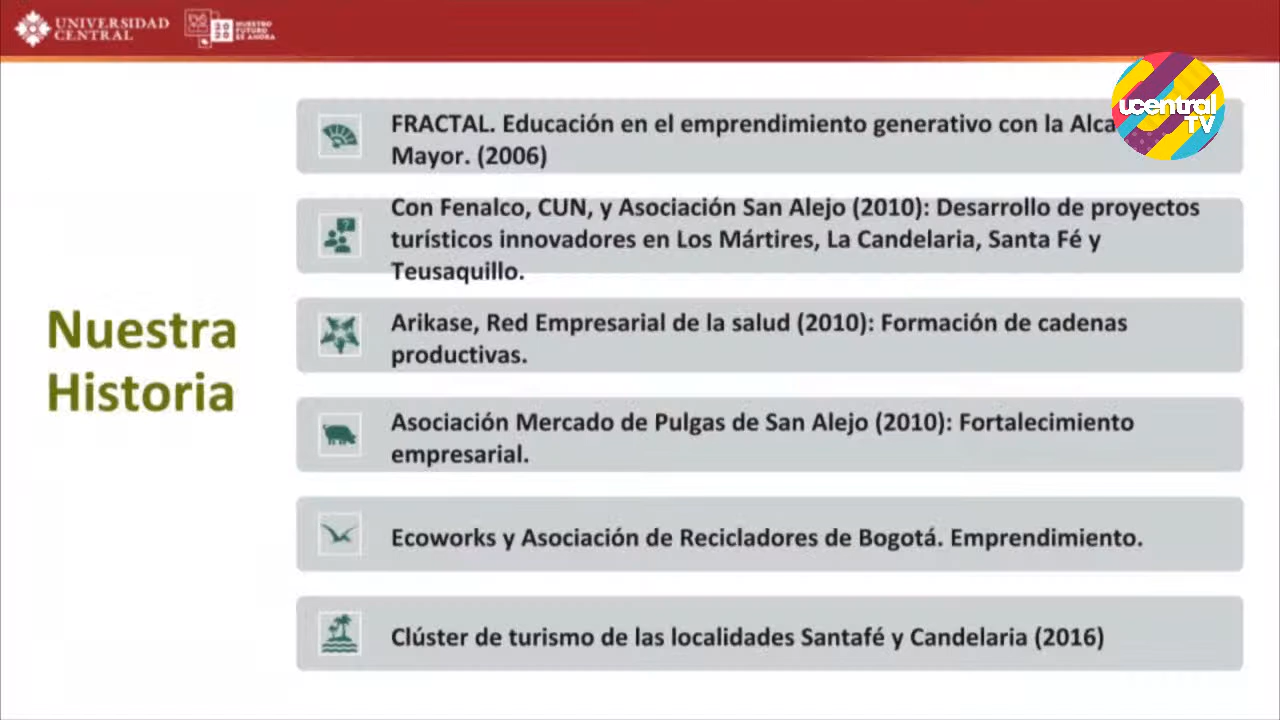 UNIVERSIDAD
CENTRAL
NUESTRO
FUTURO
ES AHORA
ucentral
TV
Nuestra
Historia
FRACTAL. Educación en el emprendimiento generativo con la
Mayor. (2006)
Con Fenalco, CUN, y Asociación San Alejo (2010): Desarrollo de proyectos
turísticos innovadores en Los Mártires, La Candelaria, Santa Fé y
Teusaquillo.
Arikase, Red Empresarial de la salud (2010): Formación de cadenas
productivas.
Asociación Mercado de Pulgas de San Alejo (2010): Fortalecimiento
empresarial.
Ecoworks y Asociación de Recicladores de Bogotá. Emprendimiento.
Clúster de turismo de las localidades Santafé y Candelaria (2016)